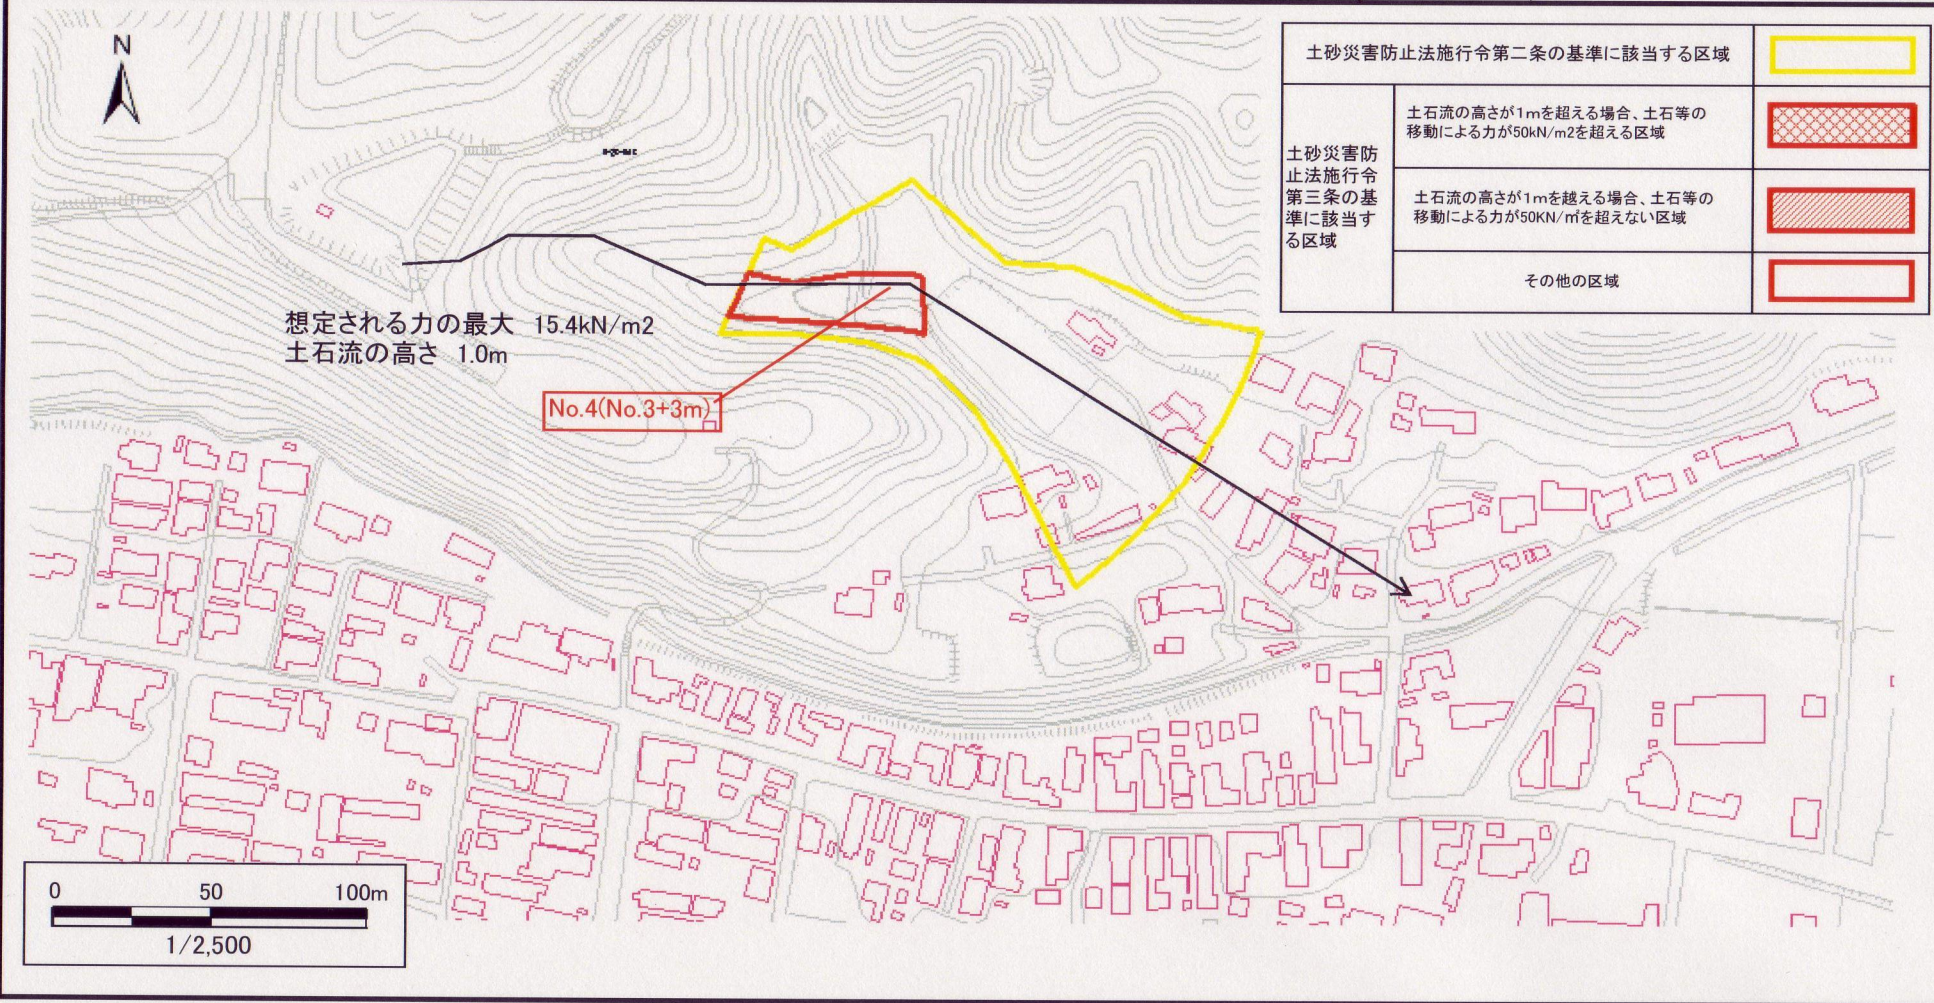 N
土砂災害防止法施行令第二条の基準に該当する区域
土砂災害防
止法施行令
第三条の基
準に該当す
る区域
土石流の高さが1mを超える場合、土石等の
移動による力が50kN/m2を超える区域
土石流の高さが1mを越える場合、土石等の
移動による力が50KN/㎡を超えない区域
その他の区域
想定される力の最大 15.4kN/m2
土石流の高さ 1.0m
No.4(No.3+3m)
0 50 100m
1/2,500